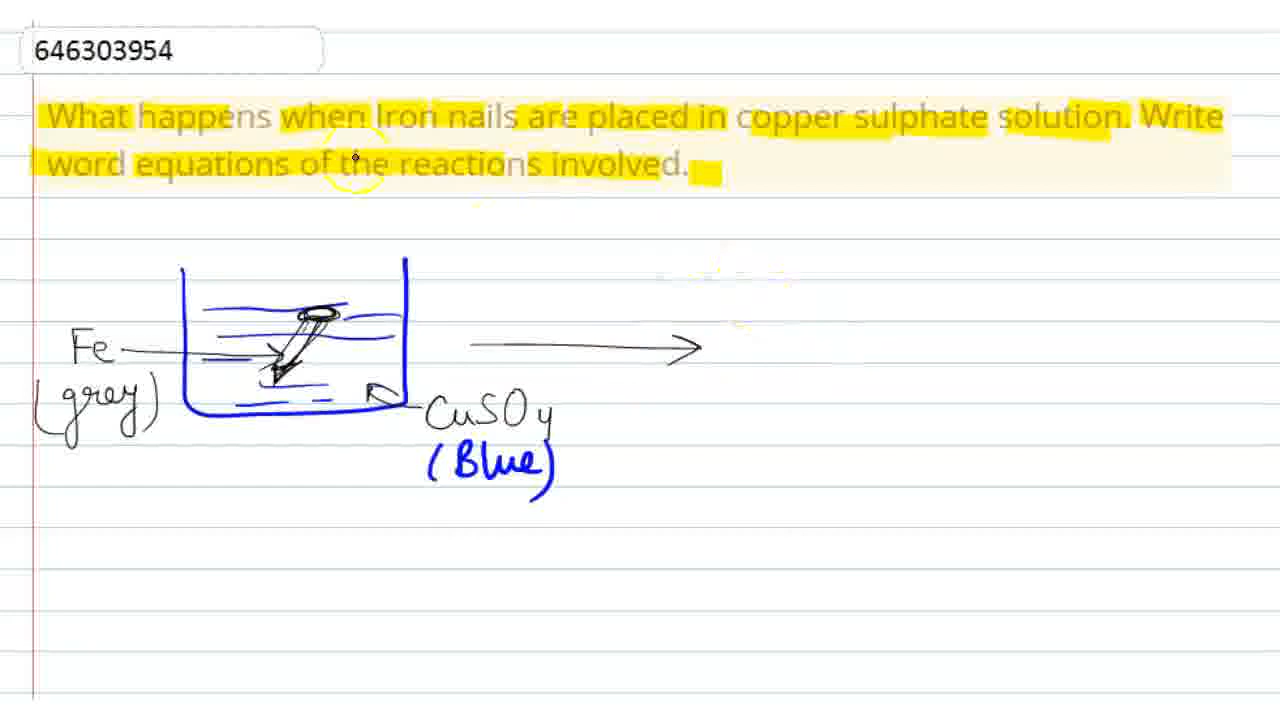 646303954
What happens when Iron nails are placed in copper sulphate solution. Write
word equations of the reactions involved.
Fe
(grey)
CuSO4
(Blue)